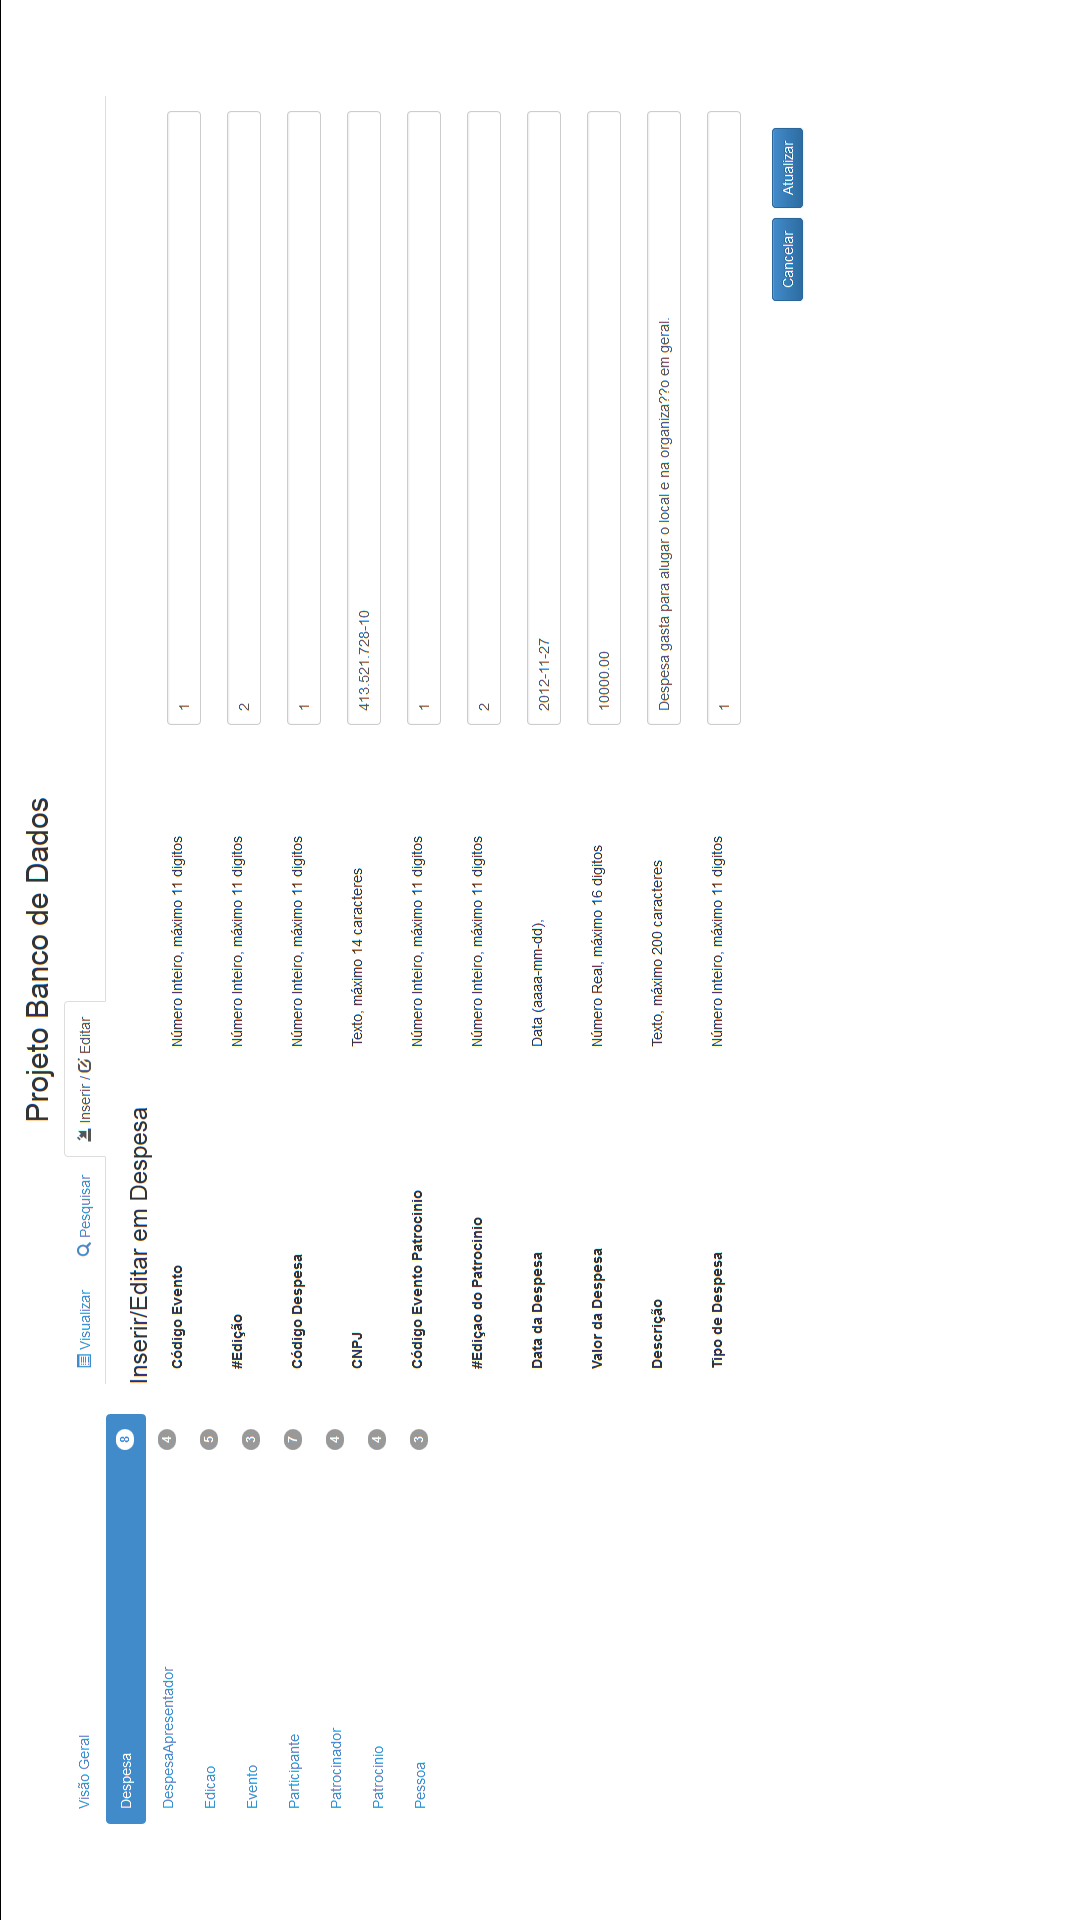 Projeto Banco de Dados
Visão Geral
Despesa 8
DespesaApresentador 4
Edicao 5
Evento 3
Participante 7
Patrocinador 4
Patrocinio 4
Pessoa 3
Visualizar Pesquisar Inserir / Editar
Inserir/Editar em Despesa
Código Evento Número Inteiro, máximo 11 digitos 1
#Edição Número Inteiro, máximo 11 digitos 2
Código Despesa Número Inteiro, máximo 11 digitos 1
CNPJ Texto, máximo 14 caracteres 413.521.728-10
Código Evento Patrocinio Número Inteiro, máximo 11 digitos 1
#Ediçao do Patrocinio Número Inteiro, máximo 11 digitos 2
Data da Despesa Data (aaaa-mm-dd), 2012-11-27
Valor da Despesa Número Real, máximo 16 digitos 10000.00
Descrição Texto, máximo 200 caracteres Despesa gasta para alugar o local e na organiza??o em geral.
Tipo de Despesa Número Inteiro, máximo 11 digitos 1
Cancelar Atualizar